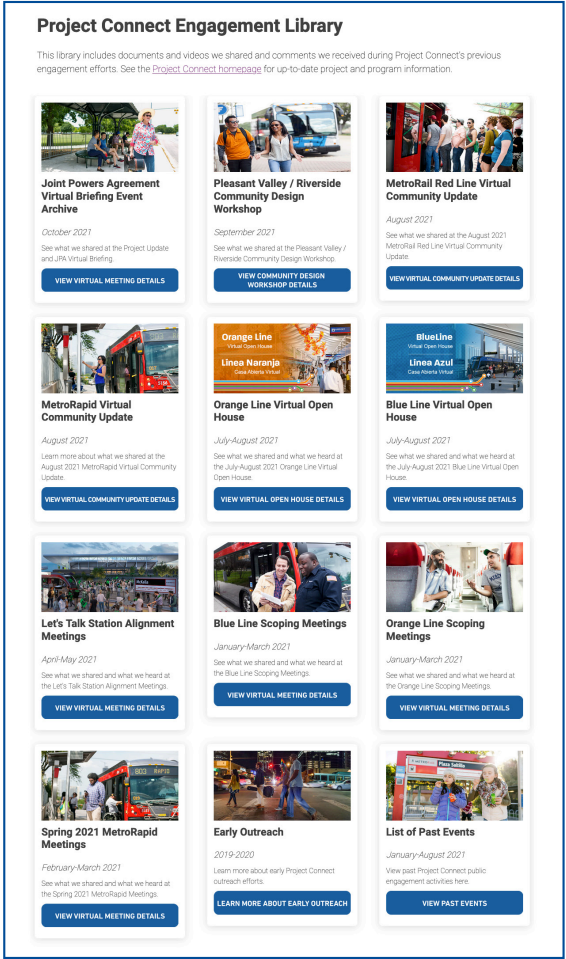 Project Connect Engagement Library
This library includes documents and videos we shared and comments we received during Project Connect's previous
engagement efforts. See the Project Connect homepage for up-to-date project and program information.
Joint Powers Agreement
Virtual Briefing Event
Archive
October 2021
See what we shared at the Project Update
and JPA Virtual Briefing.
VIEW VIRTUAL MEETING DETAILS
Pleasant Valley / Riverside
Community Design
Workshop
September 2021
See what we shared at the Pleasant Valley /
Riverside Community Design Workshop.
VIEW COMMUNITY DESIGN
WORKSHOP DETAILS
MetroRail Red Line Virtual
Community Update
August 2021
See what we shared at the August 2021
MetroRail Red Line Virtual Community
Update.
VIEW VIRTUAL COMMUNITY UPDATE DETAILS
MetroRapid Virtual
Community Update
August 2021
Learn more about what we shared at the
August 2021 MetroRapid Virtual Community
Update.
VIEW VIRTUAL COMMUNITY UPDATE DETAILS
Orange Line
Virtual Open House
Línea Naranja
Casa Abierta Virtual
Orange Line Virtual Open
House
July-August 2021
See what we shared and what we heard at
the July-August 2021 Orange Line Virtual
Open House.
VIEW VIRTUAL OPEN HOUSE DETAILS
BlueLine
Virtual Open House
Línea Azul
Casa Abierta Virtual
Blue Line Virtual Open
House
July-August 2021
See what we shared and what we heard at
the July-August 2021 Blue Line Virtual Open
House.
VIEW VIRTUAL OPEN HOUSE DETAILS
McKalla
Let's Talk Station Alignment
Meetings
April-May 2021
See what we shared and what we heard at
the Let's Talk Station Alignment Meetings.
VIEW VIRTUAL MEETING DETAILS
Blue Line Scoping Meetings
January-March 2021
See what we shared and what we heard at
the Blue Line Scoping Meetings.
VIEW VIRTUAL MEETING DETAILS
Orange Line Scoping
Meetings
January-March 2021
See what we shared and what we heard at
the Orange Line Scoping Meetings.
VIEW VIRTUAL MEETING DETAILS
803 RAPID
Spring 2021 MetroRapid
Meetings
February-March 2021
See what we shared and what we heard at
the Spring 2021 MetroRapid Meetings.
VIEW VIRTUAL MEETING DETAILS
Early Outreach
2019-2020
Learn more about early Project Connect
outreach efforts.
LEARN MORE ABOUT EARLY OUTREACH
Plaza Saltillo
List of Past Events
January-August 2021
View past Project Connect public
engagement activities here.
VIEW PAST EVENTS